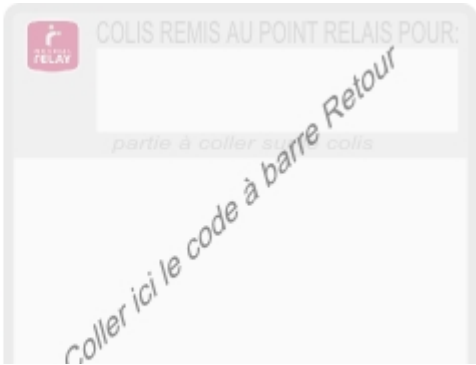 COLIS REMIS AU POINT RELAIS POUR:
RELAY
partie à coller sur le colis
Coller ici le code à barre Retour